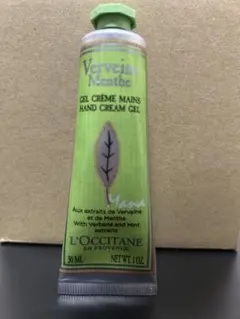 Verveine
Menthe
GEL CRÈME MAINS
HAND CREAM GEL
Mana
Aux extraits de Verveine
et de Menthe
With Verbena and Mint
extracts
L'OCCITANE
EN PROVENCE
30 ML NET WT. 1 OZ.